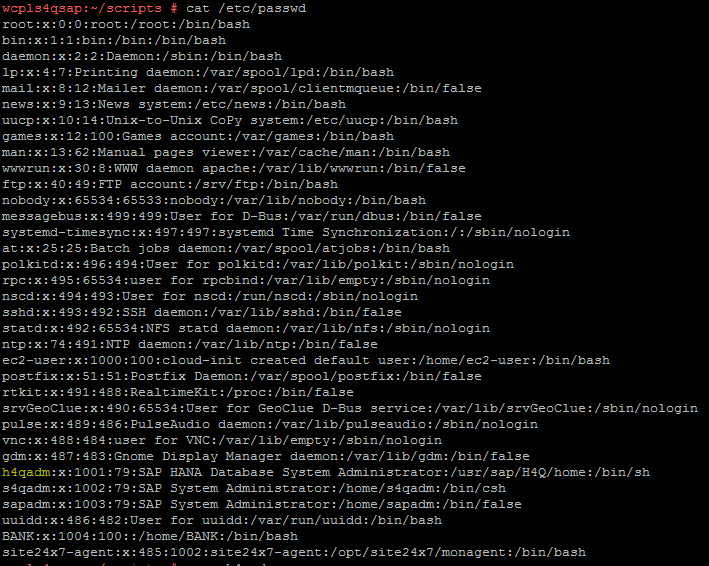 wcpls4qsap:~/scripts # cat /etc/passwd
root:x:0:0:root:/root:/bin/bash
bin:x:1:1:bin:/bin:/bin/bash
daemon:x:2:2:Daemon:/sbin:/bin/bash
lp:x:4:7:Printing daemon:/var/spool/lpd:/bin/bash
mail:x:8:12:Mailer daemon:/var/spool/clientmqueue:/bin/false
news:x:9:13:News system:/etc/news:/bin/bash
uucp:x:10:14:Unix-to-Unix CoPy system:/etc/uucp:/bin/bash
games:x:12:100:Games account:/var/games:/bin/bash
man:x:13:62:Manual pages viewer:/var/cache/man:/bin/bash
wwwrun:x:30:8:WWW daemon apache:/var/lib/wwwrun:/bin/false
ftp:x:40:49:FTP account:/srv/ftp:/bin/bash
nobody:x:65534:65533:nobody:/var/lib/nobody:/bin/bash
messagebus:x:499:499:User for D-Bus:/var/run/dbus:/bin/false
systemd-timesync:x:497:497:systemd Time Synchronization:/:/sbin/nologin
at:x:25:25:Batch jobs daemon:/var/spool/atjobs:/bin/bash
polkitd:x:496:494:User for polkitd:/var/lib/polkit:/sbin/nologin
rpc:x:495:65534:user for rpcbind:/var/lib/empty:/sbin/nologin
nscd:x:494:493:User for nscd:/run/nscd:/sbin/nologin
sshd:x:493:492:SSH daemon:/var/lib/sshd:/bin/false
statd:x:492:65534:NFS statd daemon:/var/lib/nfs:/sbin/nologin
ntp:x:74:491:NTP daemon:/var/lib/ntp:/bin/false
ec2-user:x:1000:100:cloud-init created default user:/home/ec2-user:/bin/bash
postfix:x:51:51:Postfix Daemon:/var/spool/postfix:/bin/false
rtkit:x:491:488:RealtimeKit:/proc:/bin/false
srvGeoClue:x:490:65534:User for GeoClue D-Bus service:/var/lib/srvGeoClue:/sbin/nologin
pulse:x:489:486:PulseAudio daemon:/var/lib/pulseaudio:/sbin/nologin
vnc:x:488:484:user for VNC:/var/lib/empty:/sbin/nologin
gdm:x:487:483:Gnome Display Manager daemon:/var/lib/gdm:/bin/false
h4qadm:x:1001:79:SAP HANA Database System Administrator:/usr/sap/H4Q/home:/bin/sh
s4qadm:x:1002:79:SAP System Administrator:/home/s4qadm:/bin/csh
sapadm:x:1003:79:SAP System Administrator:/home/sapadm:/bin/false
uuidd:x:486:482:User for uuidd:/var/run/uuidd:/bin/bash
BANK:x:1004:100::/home/BANK:/bin/bash
site24x7-agent:x:485:1002:site24x7-agent:/opt/site24x7/monagent:/bin/bash